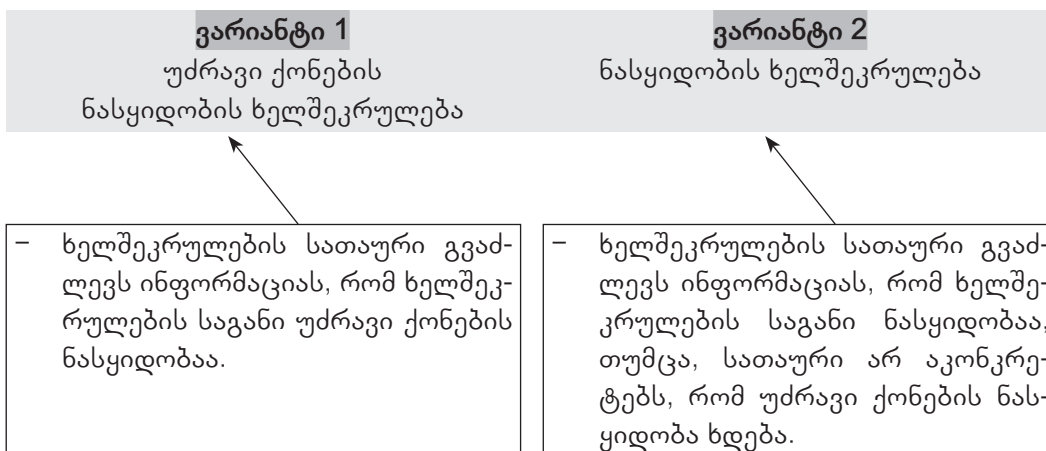 ვარიანტი 1
უძრავი ქონების
ნასყიდობის ხელშეკრულება
ვარიანტი 2
ნასყიდობის ხელშეკრულება
– ხელშეკრულების სათაური გვაძ-
ლევს ინფორმაციას, რომ ხელშეკ-
რულების საგანი უძრავი ქონების
ნასყიდობაა.
– ხელშეკრულების სათაური გვაძ-
ლევს ინფორმაციას, რომ ხელშე-
კრულების საგანი ნასყიდობაა,
თუმცა, სათაური არ აკონკრე-
ტებს, რომ უძრავი ქონების ნას-
ყიდობა ხდება.